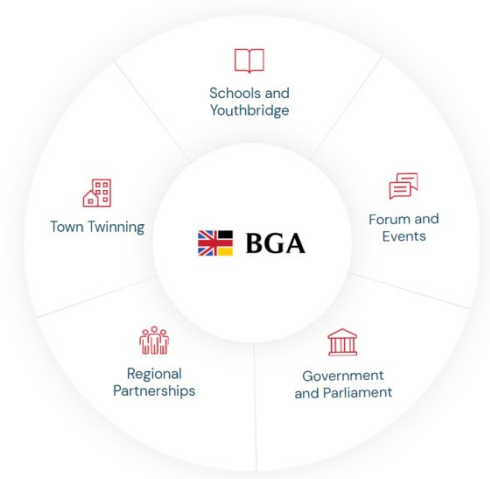 Schools and
Youthbridge
Forum and
Events
Town Twinning
BGA
Regional
Partnerships
Government
and Parliament